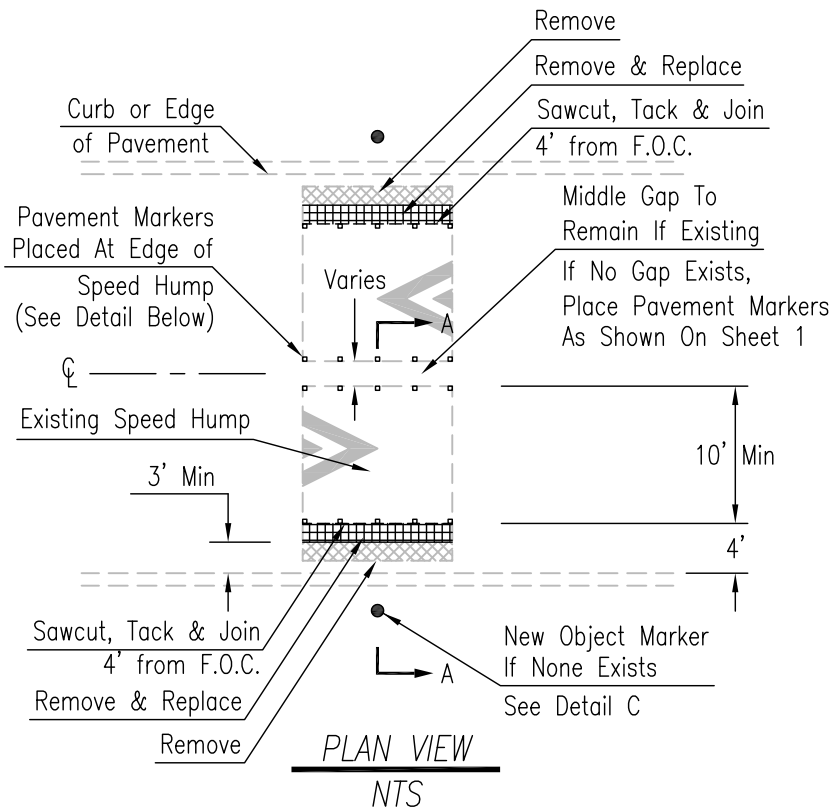 Remove
Remove & Replace
Sawcut, Tack & Join
4' from F.O.C.
Curb or Edge
of Pavement
Pavement Markers
Placed At Edge of
Speed Hump
(See Detail Below)
Varies
Middle Gap To
Remain If Existing
If No Gap Exists,
Place Pavement Markers
As Shown On Sheet 1
A
℄
Existing Speed Hump
3' Min
10' Min
4'
Sawcut, Tack & Join
4' from F.O.C.
Remove & Replace
Remove
New Object Marker
If None Exists
See Detail C
A
PLAN VIEW
NTS